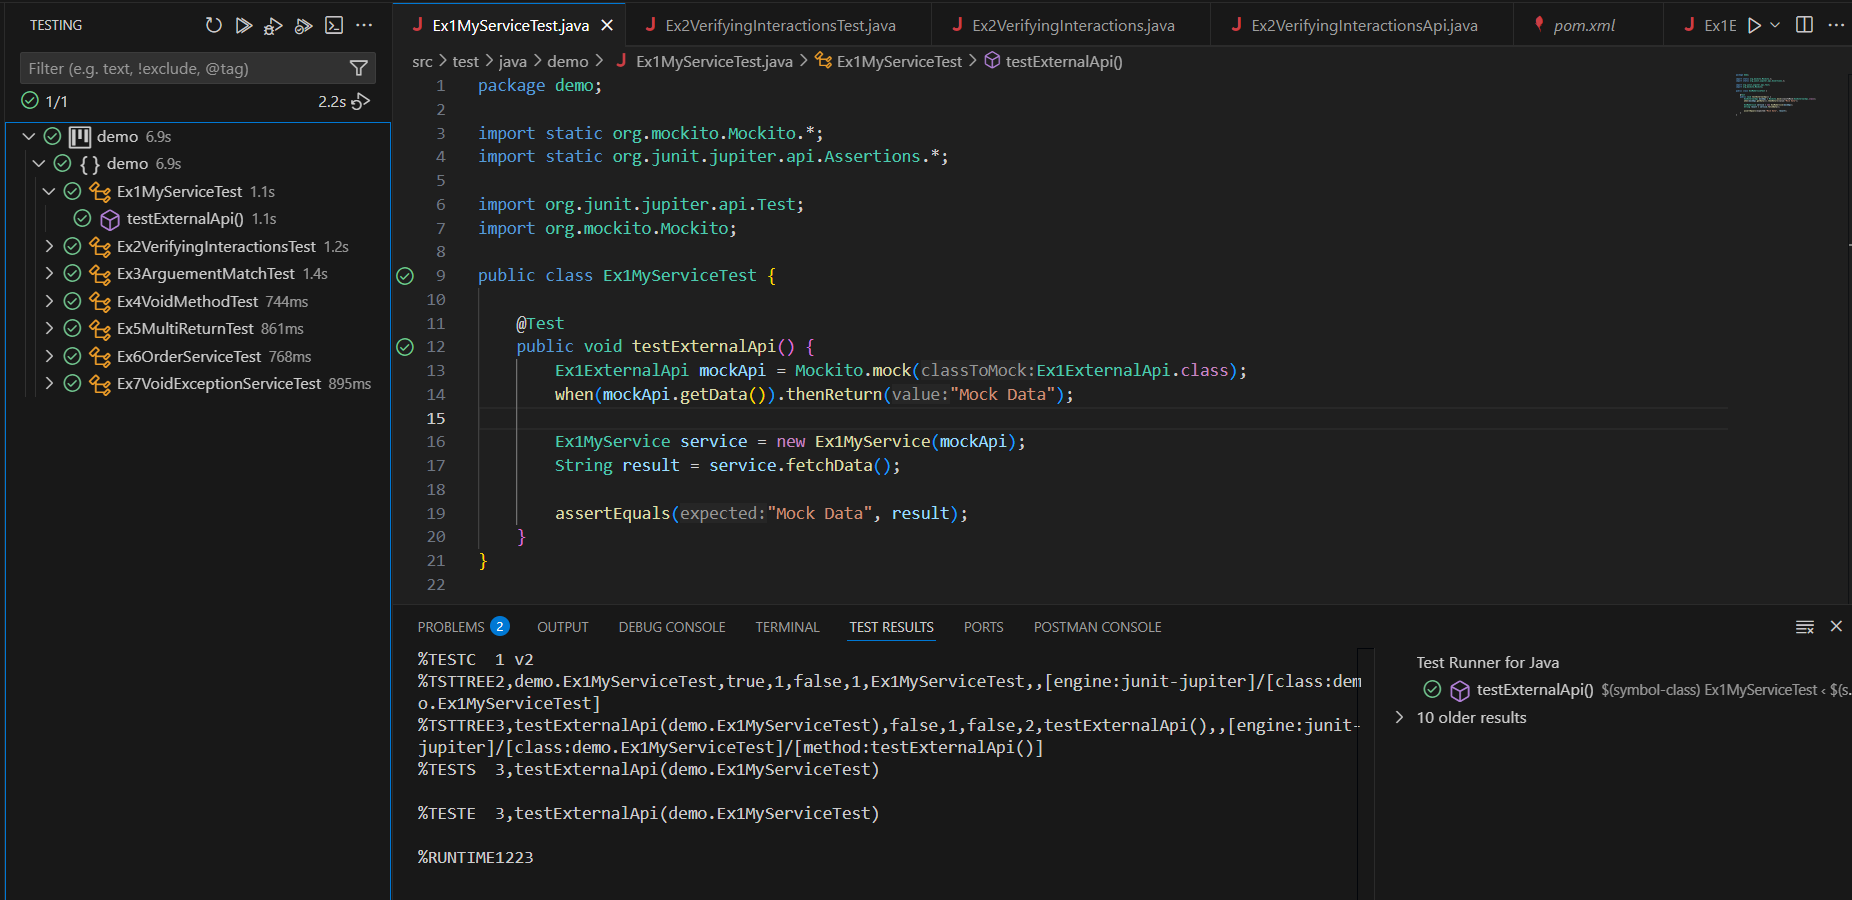 TESTING
Filter (e.g. text, !exclude, @tag)
1/1
2.2s
demo 6.9s
{ } demo 6.9s
Ex1MyServiceTest 1.1s
testExternalApi() 1.1s
Ex2VerifyingInteractionsTest 1.2s
Ex3ArguementMatchTest 1.4s
Ex4VoidMethodTest 744ms
Ex5MultiReturnTest 861ms
Ex6OrderServiceTest 768ms
Ex7VoidExceptionServiceTest 895ms
J Ex1MyServiceTest.java
J Ex2VerifyingInteractionsTest.java
J Ex2VerifyingInteractions.java
J Ex2VerifyingInteractionsApi.java
pom.xml
J Ex1E
src > test > java > demo > J Ex1MyServiceTest.java > Ex1MyServiceTest > testExternalApi()
1 package demo;
2
3 import static org.mockito.Mockito.*;
4 import static org.junit.jupiter.api.Assertions.*;
5
6 import org.junit.jupiter.api.Test;
7 import org.mockito.Mockito;
8
9 public class Ex1MyServiceTest {
10
11 @Test
12 public void testExternalApi() {
13 Ex1ExternalApi mockApi = Mockito.mock(classToMock:Ex1ExternalApi.class);
14 when(mockApi.getData()).thenReturn(value:"Mock Data");
15
16 Ex1MyService service = new Ex1MyService(mockApi);
17 String result = service.fetchData();
18
19 assertEquals(expected:"Mock Data", result);
20 }
21 }
22
PROBLEMS 2 OUTPUT DEBUG CONSOLE TERMINAL TEST RESULTS PORTS POSTMAN CONSOLE
%TESTC 1 v2
%TSTTREE2,demo.Ex1MyServiceTest,true,1,false,1,Ex1MyServiceTest,,[engine:junit-jupiter]/[class:dem
o.Ex1MyServiceTest]
%TSTTREE3,testExternalApi(demo.Ex1MyServiceTest),false,1,false,2,testExternalApi(),,[engine:junit-
jupiter]/[class:demo.Ex1MyServiceTest]/[method:testExternalApi()]
%TESTS 3,testExternalApi(demo.Ex1MyServiceTest)
%TESTE 3,testExternalApi(demo.Ex1MyServiceTest)
%RUNTIME1223
Test Runner for Java
testExternalApi() $(symbol-class) Ex1MyServiceTest ‹ $(s.
10 older results